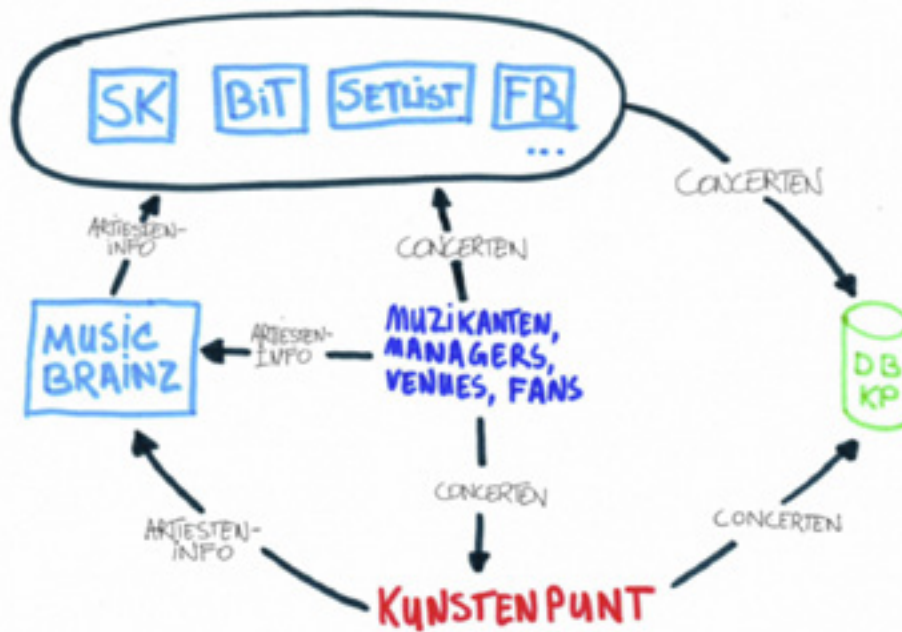 SK
BiT
SETLIST
FB
...
CONCERTEN
ARTIESTEN-
INFO
CONCERTEN
MUSIC
BRAINZ
ARTIESTEN-
INFO
MUZIKANTEN,
MANAGERS,
VENUES, FANS
DB
KP
CONCERTEN
CONCERTEN
ARTIESTEN-
INFO
KUNSTENPUNT